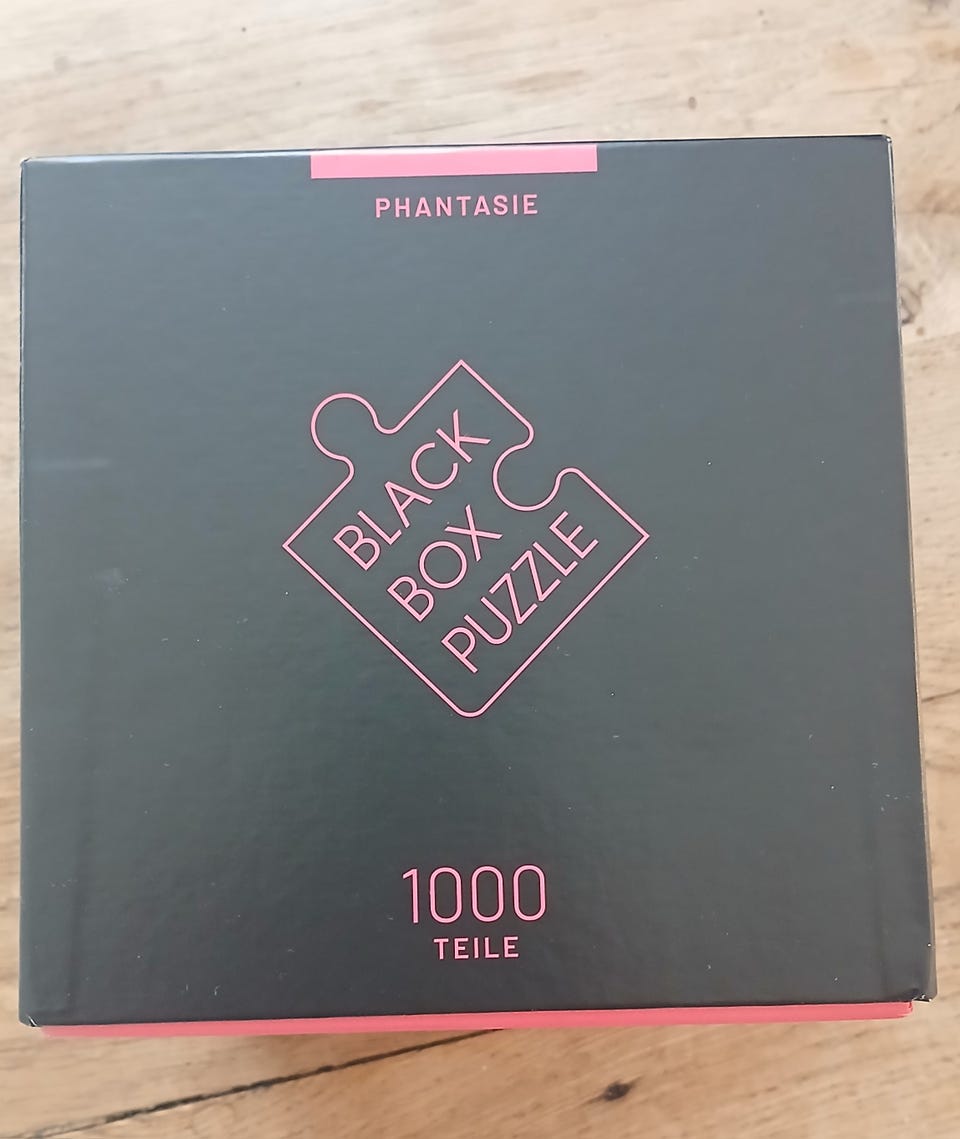 PHANTASIE
BLACK
BOX
PUZZLE
1000
TEILE